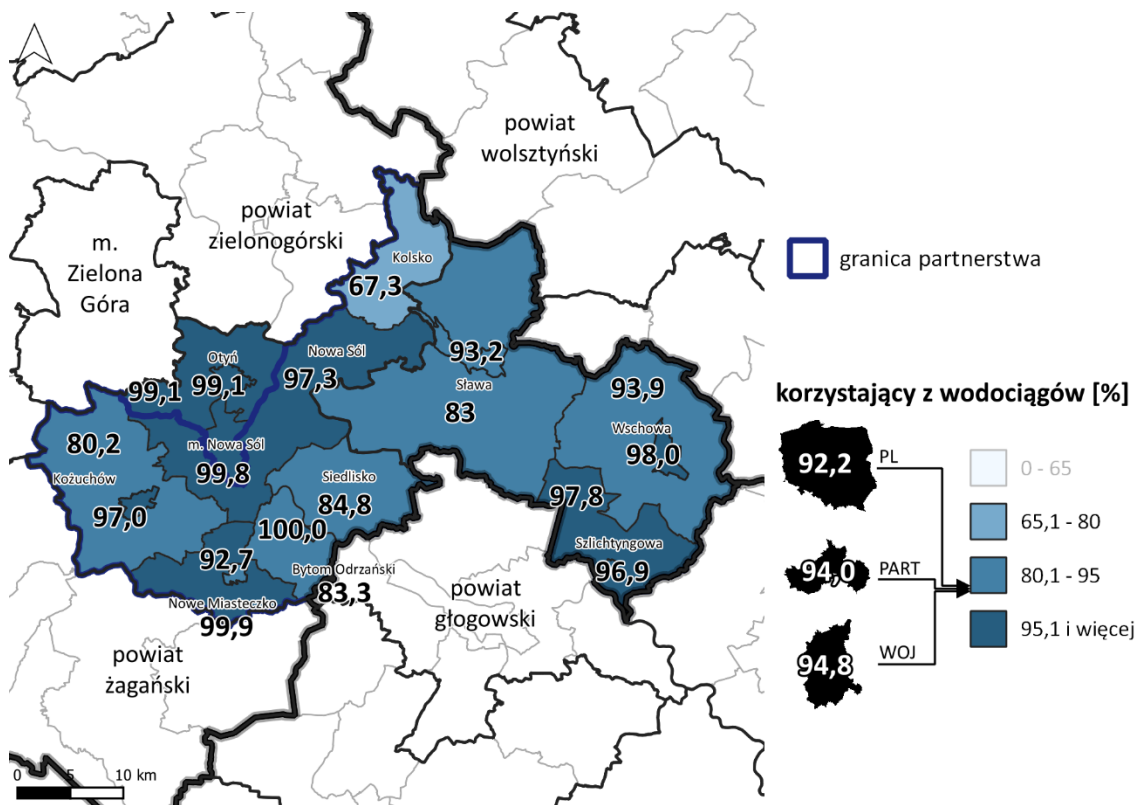 powiat
wolsztyński
powiat
zielonogórski
m.
Zielona
Góra
Kolsko
67,3
Otyń
99,1
99,1
Nowa Sól
97,3
93,2
Sława
83
93,9
Wschowa
98,0
80,2
Kożuchów
97,0
m. Nowa Sól
99,8
Siedlisko
84,8
100,0
92,7
Bytom Odrzański
83,3
Nowe Miasteczko
99,9
97,8
Szlichtyngowa
96,9
powiat
głogowski
powiat
żagański
0 5 10 km
granica partnerstwa
korzystający z wodociągów [%]
92,2 PL
94,0 PART
94,8 WOJ
0 - 65
65,1 - 80
80,1 - 95
95,1 i więcej